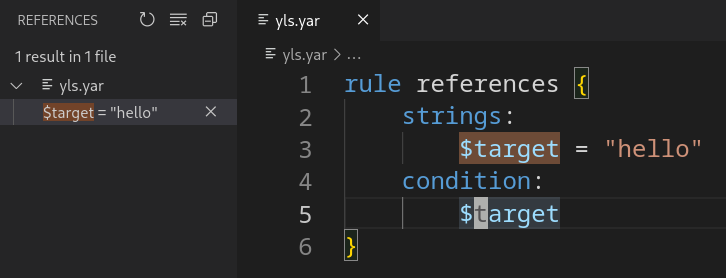 REFERENCES
1 result in 1 file
yls.yar
$target = "hello"
yls.yar
yls.yar > ...
1 rule references {
2 strings:
3 $target = "hello"
4 condition:
5 $target
6 }